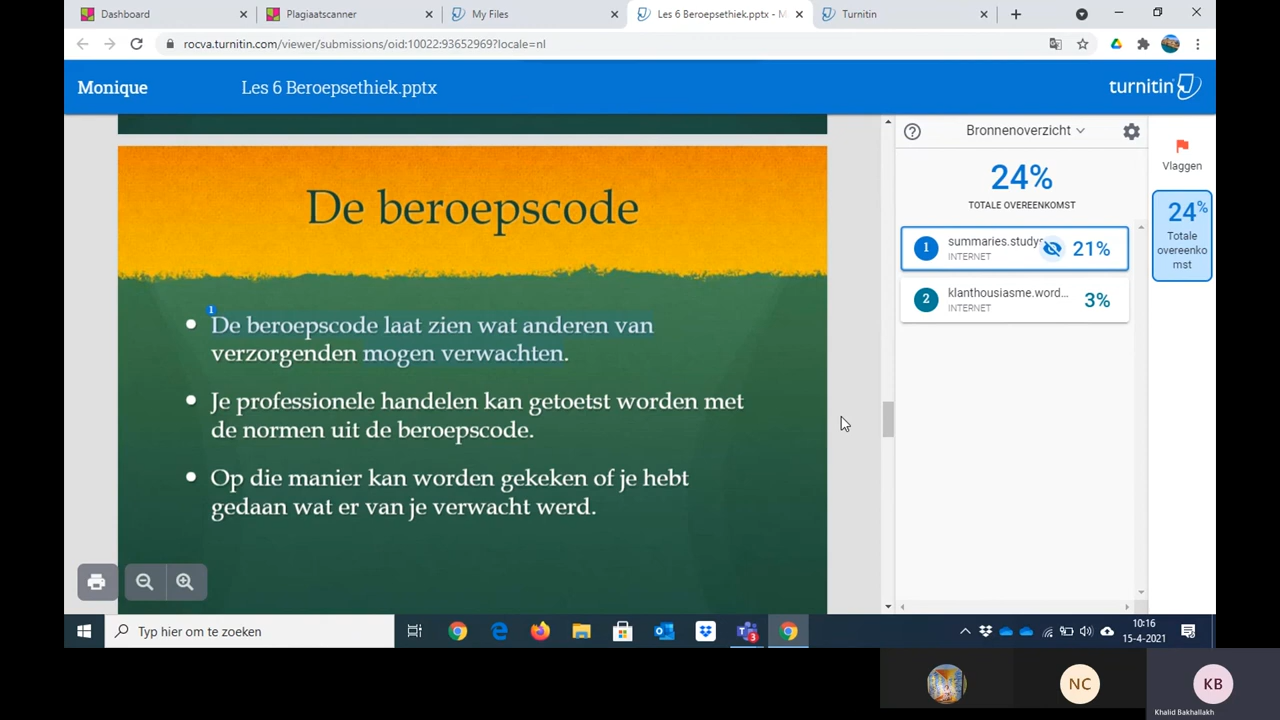 Dashboard
Plagiaatscanner
My Files
Les 6 Beroepsethiek.pptx - M
Turnitin
rocva.turnitin.com/viewer/submissions/oid:10022:93652969?locale=nl
Monique
Les 6 Beroepsethiek.pptx
turnitin
De beroepscode
1
De beroepscode laat zien wat anderen van
verzorgenden mogen verwachten.
Je professionele handelen kan getoetst worden met
de normen uit de beroepscode.
Op die manier kan worden gekeken of je hebt
gedaan wat er van je verwacht werd.
Bronnenoverzicht
24%
TOTALE OVEREENKOMST
1
summaries.studys
INTERNET
21%
2
klanthousiasme.word...
INTERNET
3%
Vlaggen
24%
Totale
overeenko
mst
Typ hier om te zoeken
3
10:16
15-4-2021
NC
KB
Khalid Bakhallakh